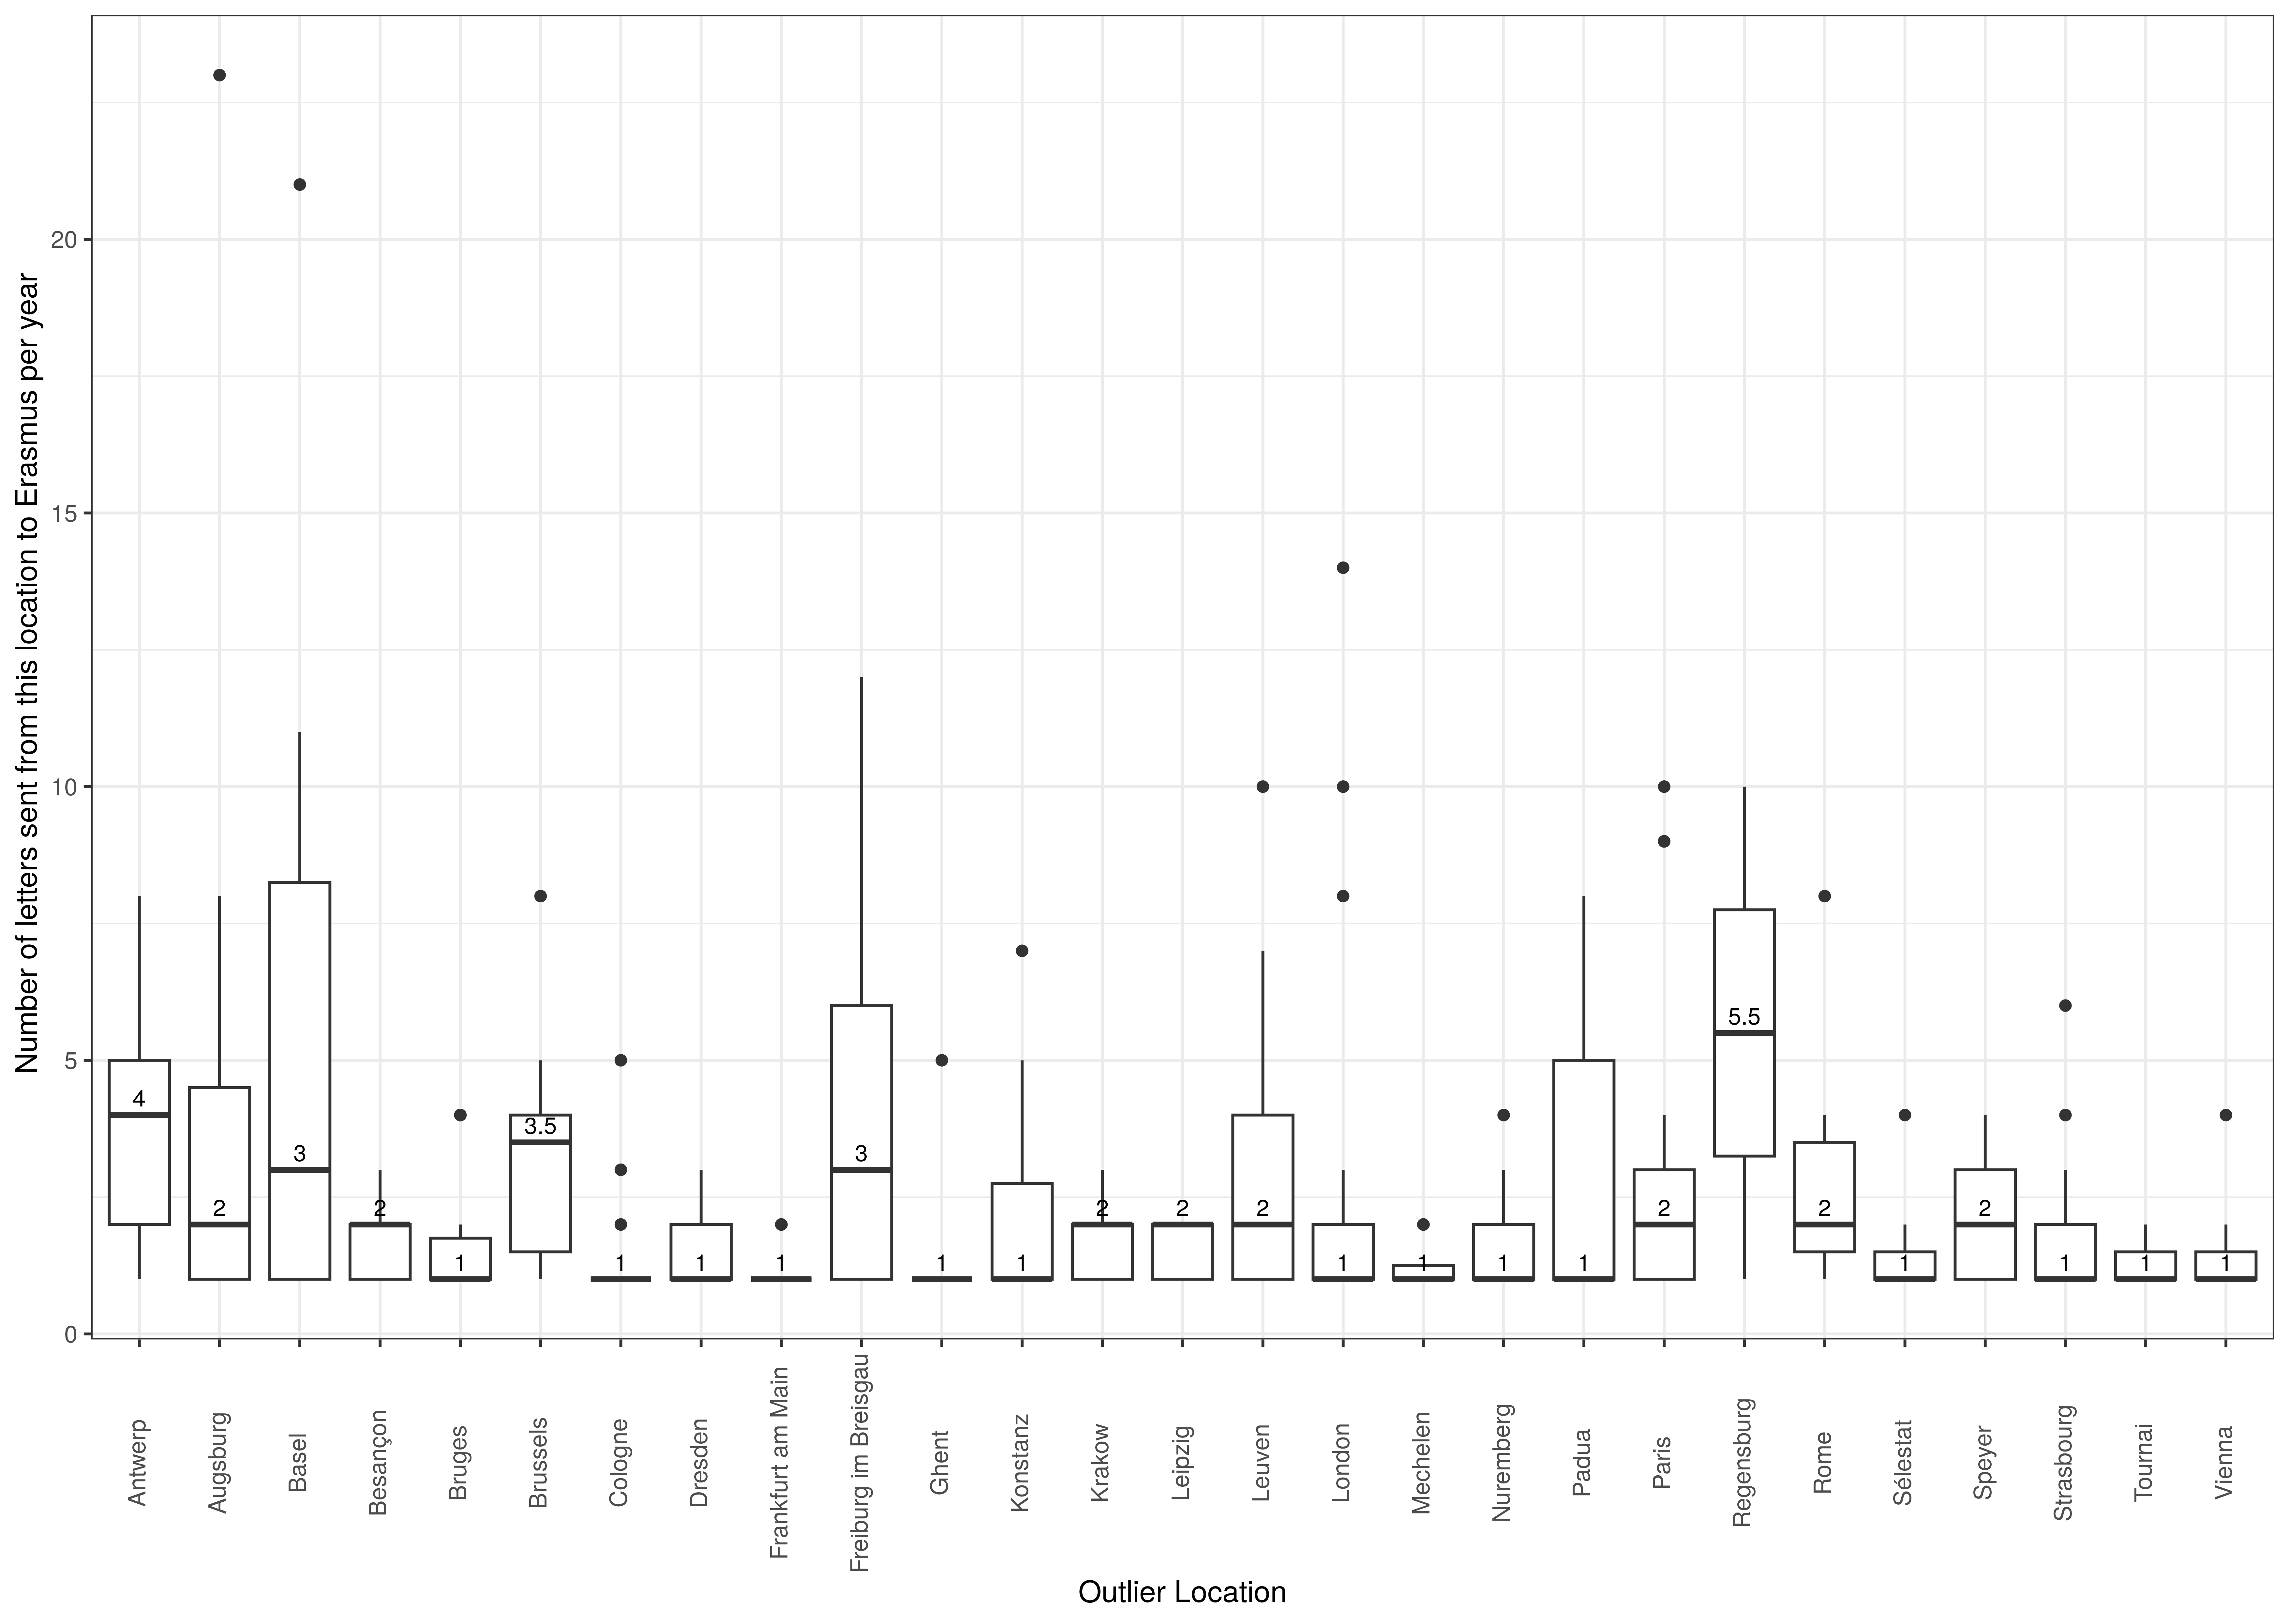 Number of letters sent from this location to Erasmus per year
20
15
10
5
0
4
2
3
2
1
3.5
1
1
1
3
1
1
2
2
2
1
1
1
1
2
5.5
2
1
2
1
1
1
Antwerp
Augsburg
Basel
Besançon
Bruges
Brussels
Cologne
Dresden
Frankfurt am Main
Freiburg im Breisgau
Ghent
Konstanz
Krakow
Leipzig
Leuven
London
Mechelen
Nuremberg
Padua
Paris
Regensburg
Rome
Sélestat
Speyer
Strasbourg
Tournai
Vienna
Outlier Location